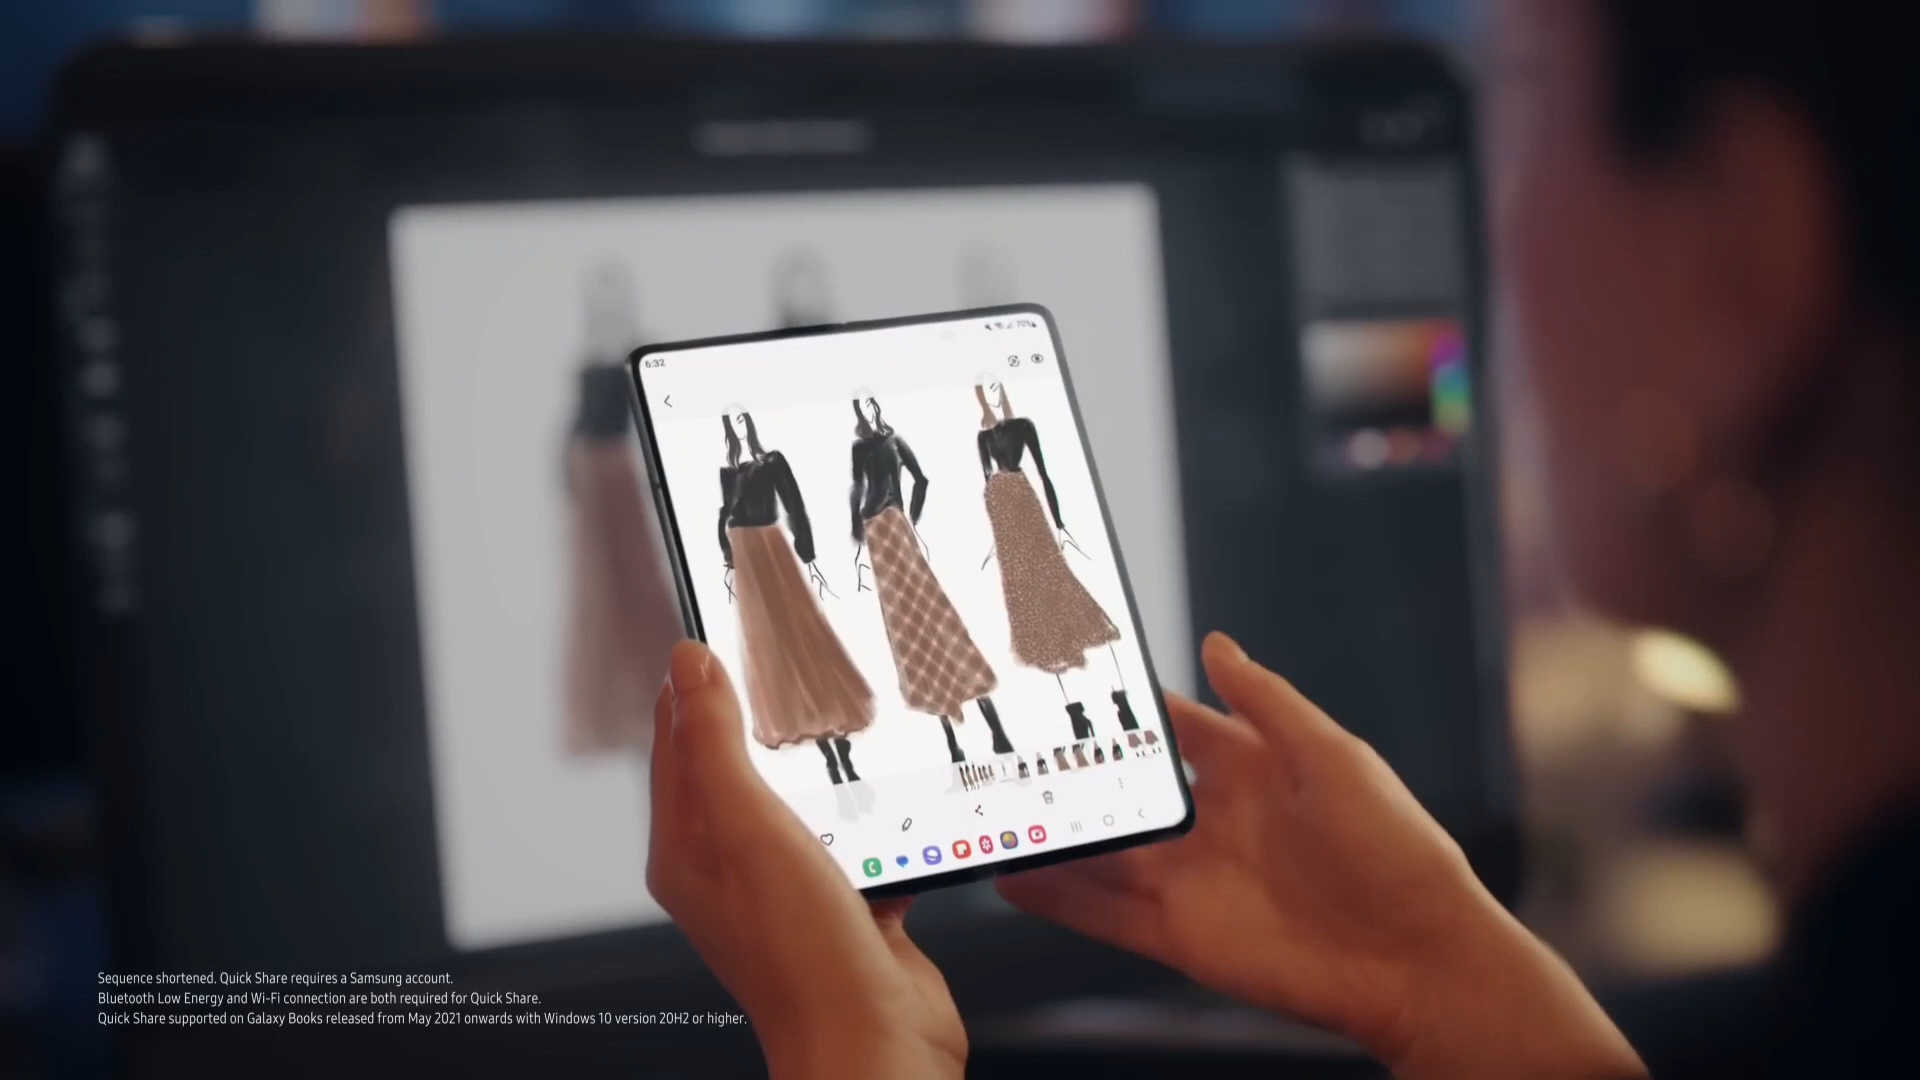 6:32
70%
Sequence shortened. Quick Share requires a Samsung account.
Bluetooth Low Energy and Wi-Fi connection are both required for Quick Share.
Quick Share supported on Galaxy Books released from May 2021 onwards with Windows 10 version 20H2 or higher.